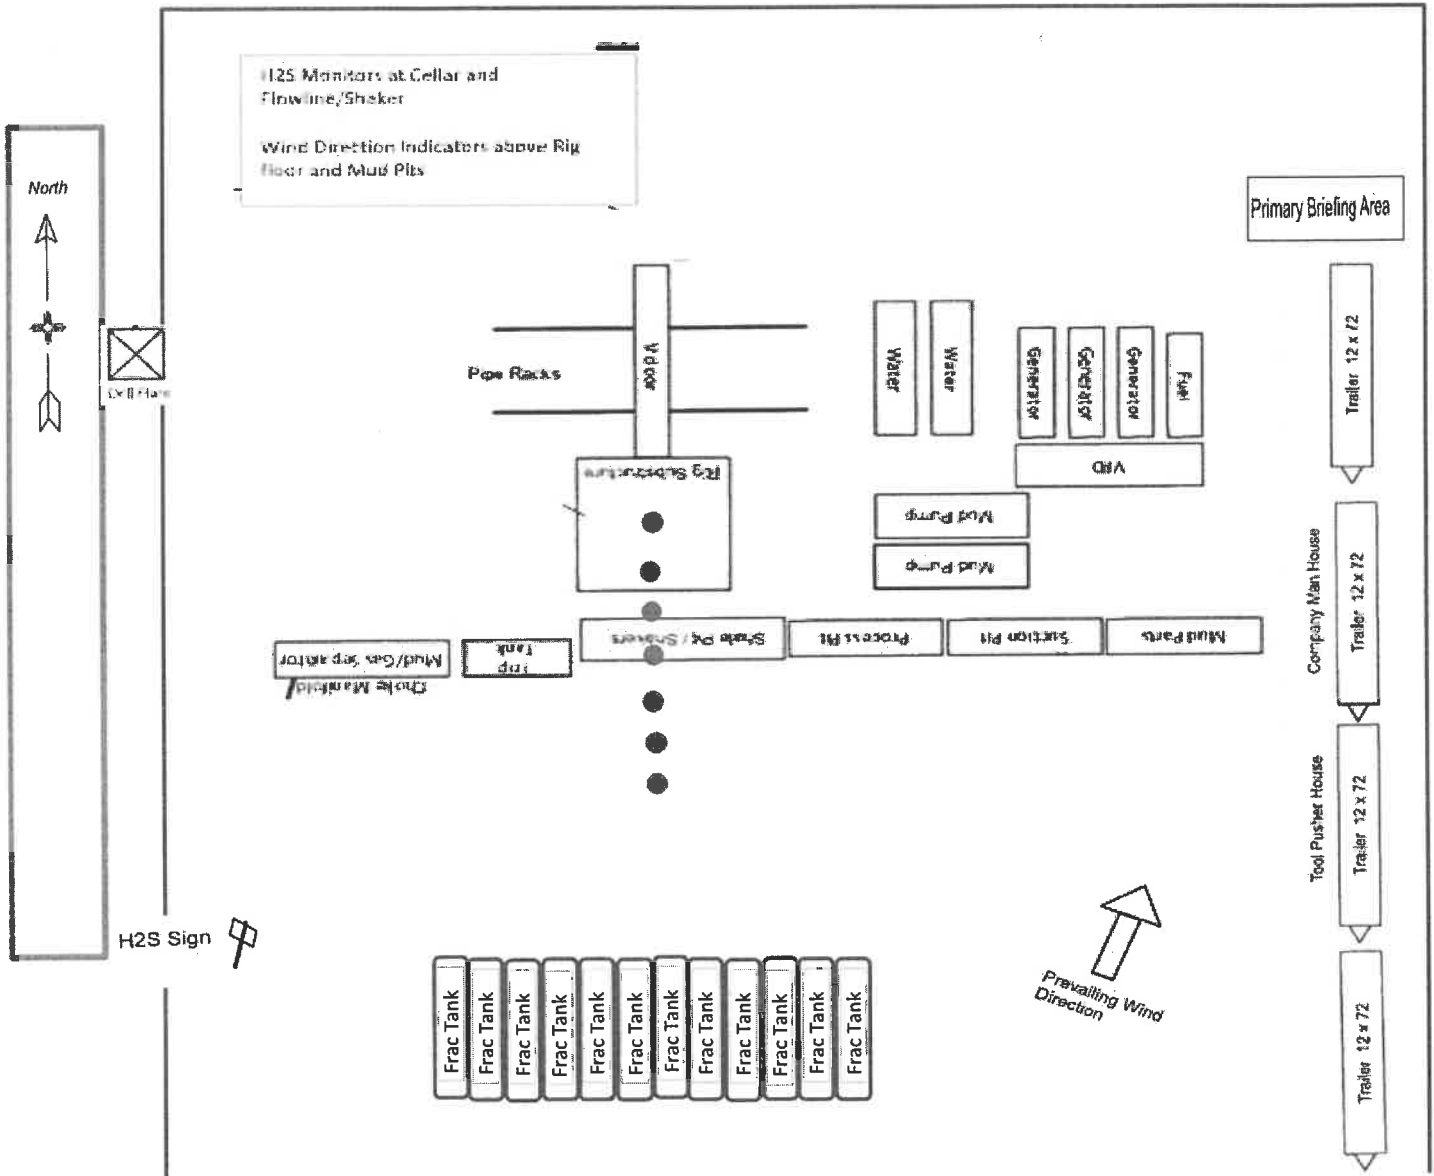 H2S Monitors at Cellar and
Flowline/Shaker
Wind Direction Indicators above Rig
floor and Mud Pits
North
Primary Briefing Area
Drill Flare
Pipe Racks
V door
Water
Water
Generator
Generator
Generator
Fuel
Trailer 12 x 72
Rig Substructure
VFD
Mud Pump
Mud Pump
Company Man House
Trailer 12 x 72
Mud/Gas Separator
Trip
Tank
Shale Pit / Shakers
Process Pit
Suction Pit
Mud Parts
Choke Manifold
Tool Pusher House
Trailer 12 x 72
H2S Sign
Prevailing Wind
Direction
Frac Tank
Frac Tank
Frac Tank
Frac Tank
Frac Tank
Frac Tank
Frac Tank
Frac Tank
Frac Tank
Frac Tank
Frac Tank
Frac Tank
Trailer 12 x 72